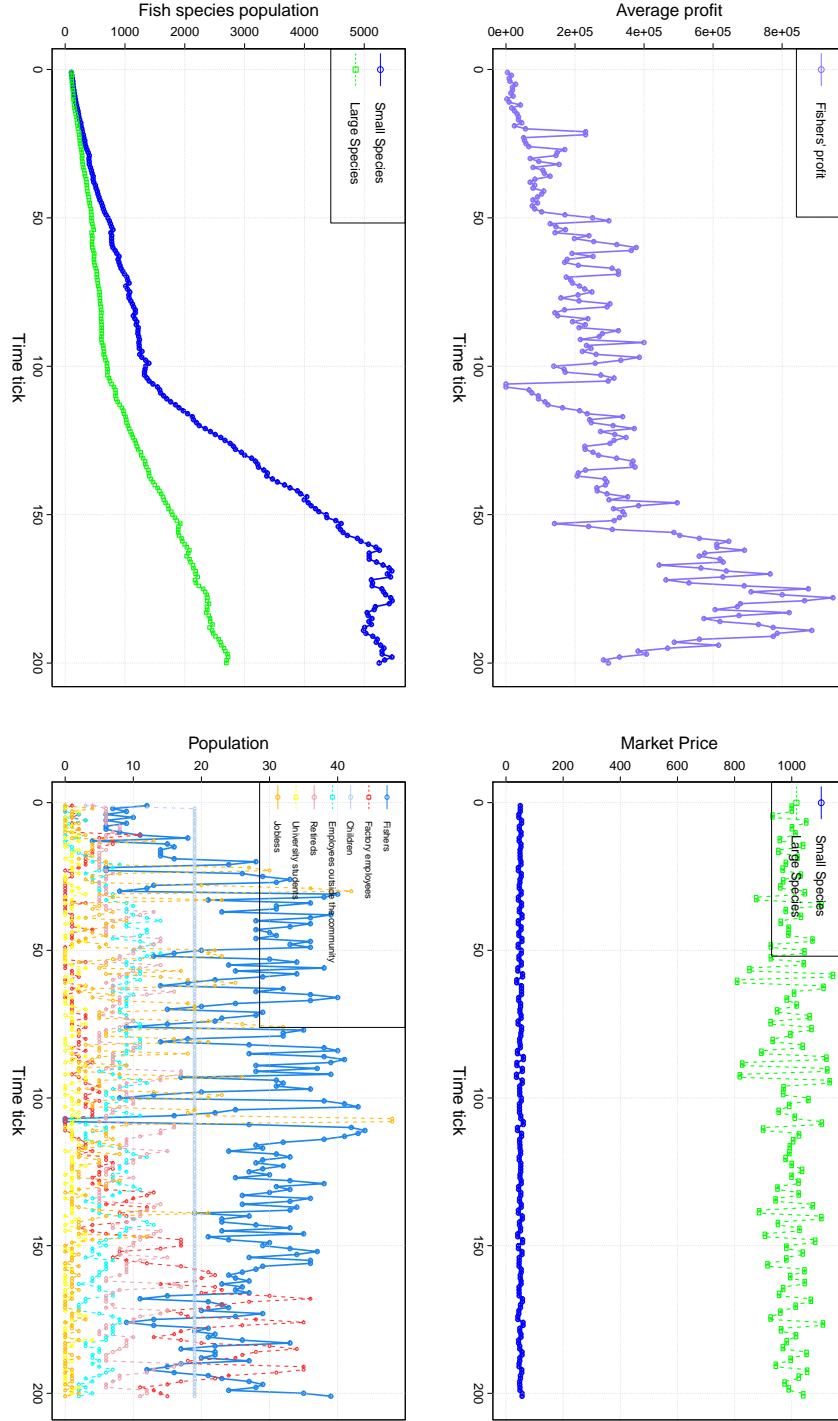 Fish species population
0
1000
2000
3000
4000
5000
0
50
100
150
200
Time tick
Small Species
Large Species
Average profit
0e+00
2e+05
4e+05
6e+05
8e+05
0
50
100
150
200
Time tick
Fishers' profit
Population
0
10
20
30
40
0
50
100
150
200
Time tick
Fishers
Factory employees
Children
Employees outside the community
Retireds
University students
Jobless
Market Price
0
200
400
600
800
1000
0
50
100
150
200
Time tick
Small Species
Large Species